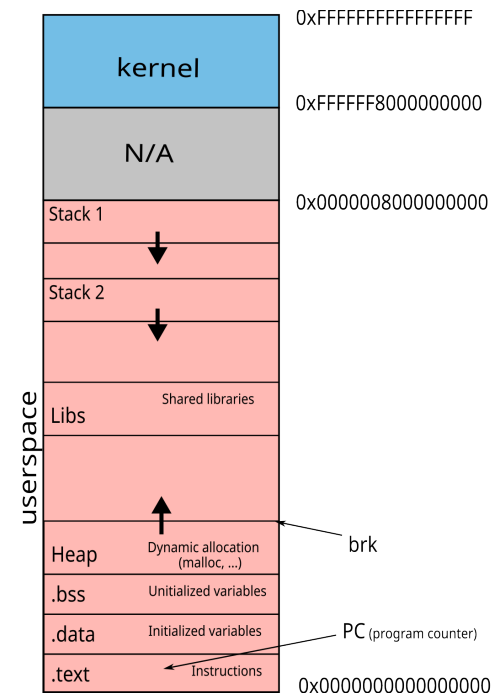 0xFFFFFFFFFFFFFFFF
kernel
0xFFFFFF8000000000
N/A
0x0000008000000000
Stack 1
Stack 2
Shared libraries
Libs
userspace
brk
Heap
Dynamic allocation
(malloc, ...)
.bss
Unitialized variables
.data
Initialized variables
PC (program counter)
.text
Instructions
0x0000000000000000